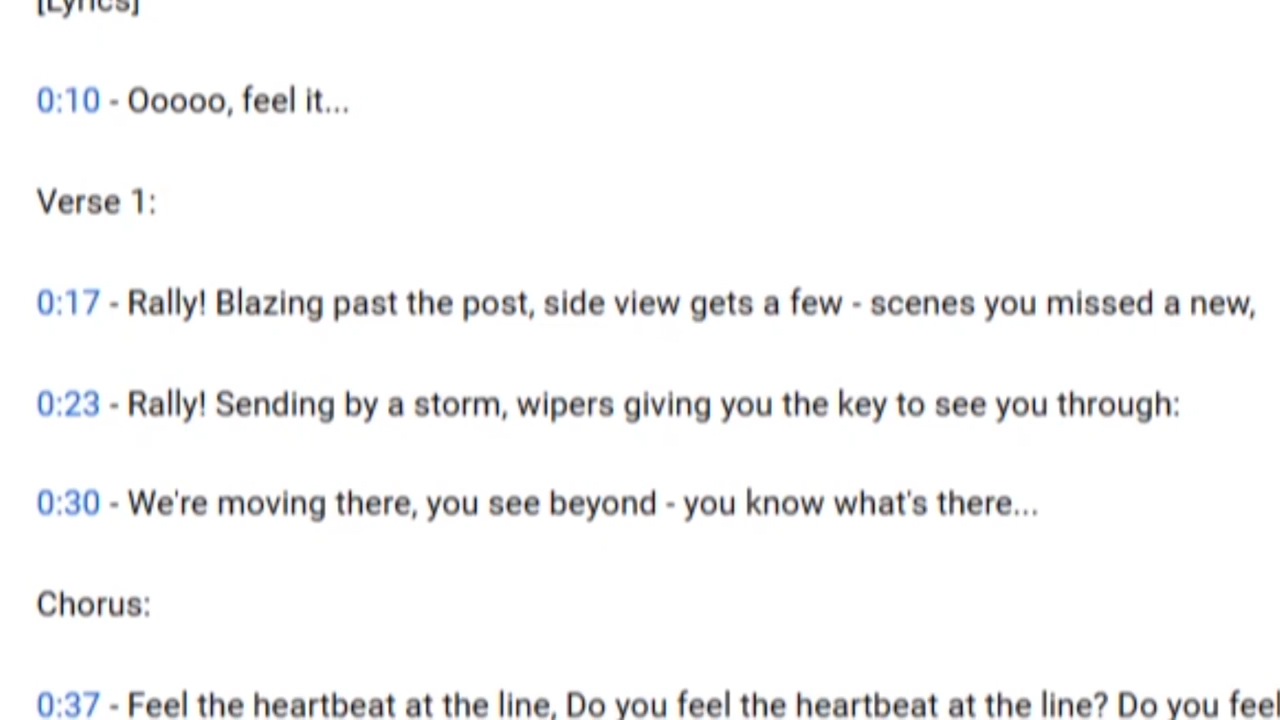 [Lyrics]
0:10 - Ooooo, feel it...
Verse 1:
0:17 - Rally! Blazing past the post, side view gets a few - scenes you missed a new,
0:23 - Rally! Sending by a storm, wipers giving you the key to see you through:
0:30 - We're moving there, you see beyond - you know what's there...
Chorus:
0:37 - Feel the heartbeat at the line, Do you feel the heartbeat at the line? Do you feel